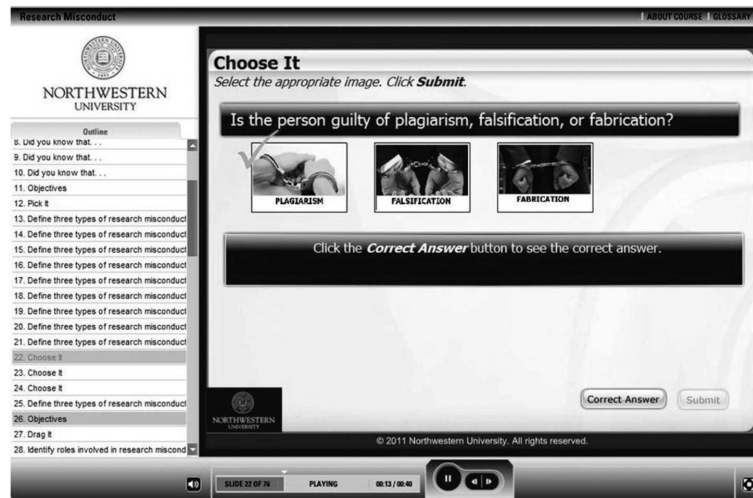 Research Misconduct
ABOUT COURSE | GLOSSARY
NORTHWESTERN
UNIVERSITY
Outline
8. Did you know that. . .
9. Did you know that. . .
10. Did you know that. . .
11. Objectives
12. Pick It
13. Define three types of research misconduct
14. Define three types of research misconduct
15. Define three types of research misconduct
16. Define three types of research misconduct
17. Define three types of research misconduct
18. Define three types of research misconduct
19. Define three types of research misconduct
20. Define three types of research misconduct
21. Define three types of research misconduct
22. Choose It
23. Choose It
24. Choose It
25. Define three types of research misconduct
26. Objectives
27. Drag It
28. Identify roles involved in research miscond
Choose It
Select the appropriate image. Click Submit.
Is the person guilty of plagiarism, falsification, or fabrication?
PLAGIARISM
FALSIFICATION
FABRICATION
Click the Correct Answer button to see the correct answer.
Correct Answer
Submit
NORTHWESTERN
UNIVERSITY
© 2011 Northwestern University. All rights reserved.
SLIDE 22 OF 76
PLAYING
00:13 / 00:40